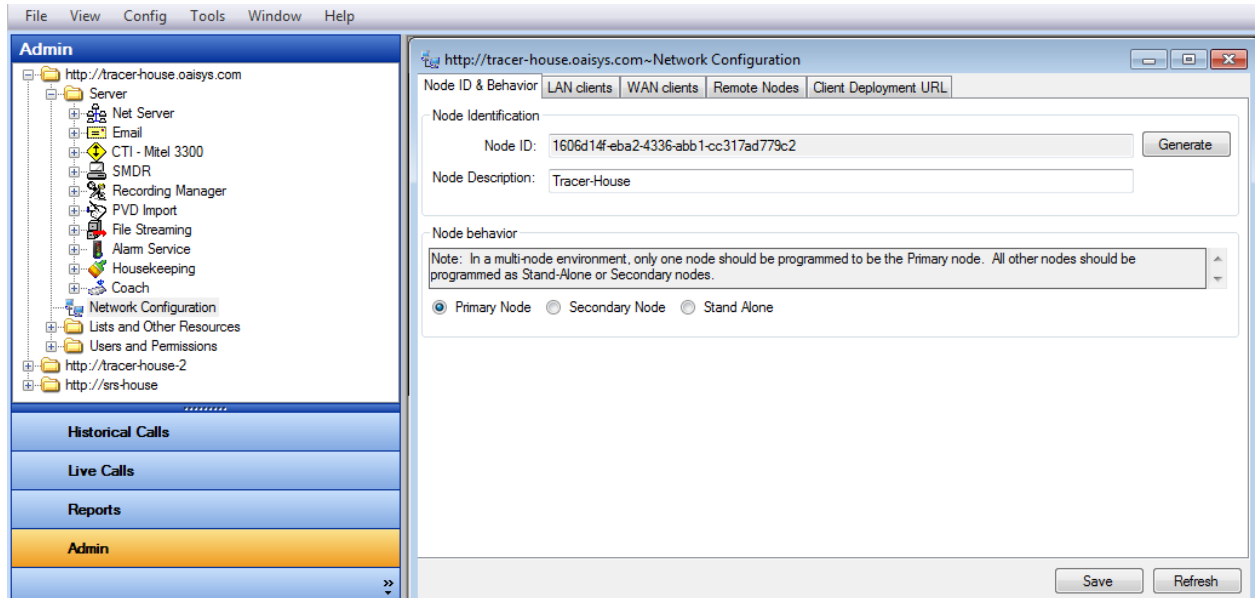 File View Config Tools Window Help
Admin
http://tracer-house.oaisys.com
Server
Net Server
Email
CTI - Mitel 3300
SMDR
Recording Manager
PVD Import
File Streaming
Alarm Service
Housekeeping
Coach
Network Configuration
Lists and Other Resources
Users and Permissions
http://tracer-house-2
http://srs-house
Historical Calls
Live Calls
Reports
Admin
http://tracer-house.oaisys.com~Network Configuration
Node ID & Behavior LAN clients WAN clients Remote Nodes Client Deployment URL
Node Identification
Node ID: 1606d14f-eba2-4336-abb1-cc317ad779c2 Generate
Node Description: Tracer-House
Node behavior
Note: In a multi-node environment, only one node should be programmed to be the Primary node. All other nodes should be
programmed as Stand-Alone or Secondary nodes.
Primary Node Secondary Node Stand Alone
Save Refresh